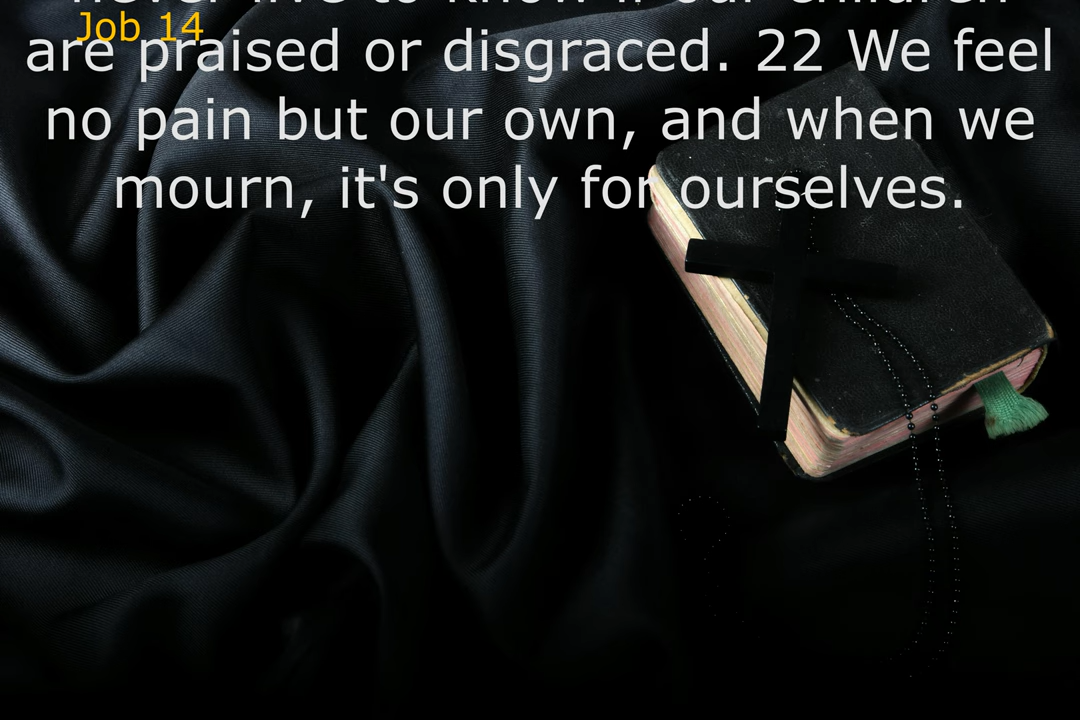 never live to know if our children
Job 14
are praised or disgraced. 22 We feel
no pain but our own, and when we
mourn, it's only for ourselves.